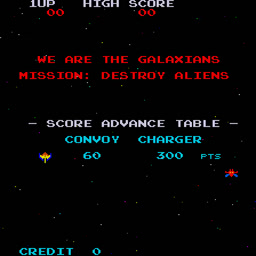 1UP HIGH SCORE
00 00
WE ARE THE GALAXIANS
MISSION: DESTROY ALIENS
- SCORE ADVANCE TABLE -
CONVOY CHARGER
60 300 PTS
CREDIT 0